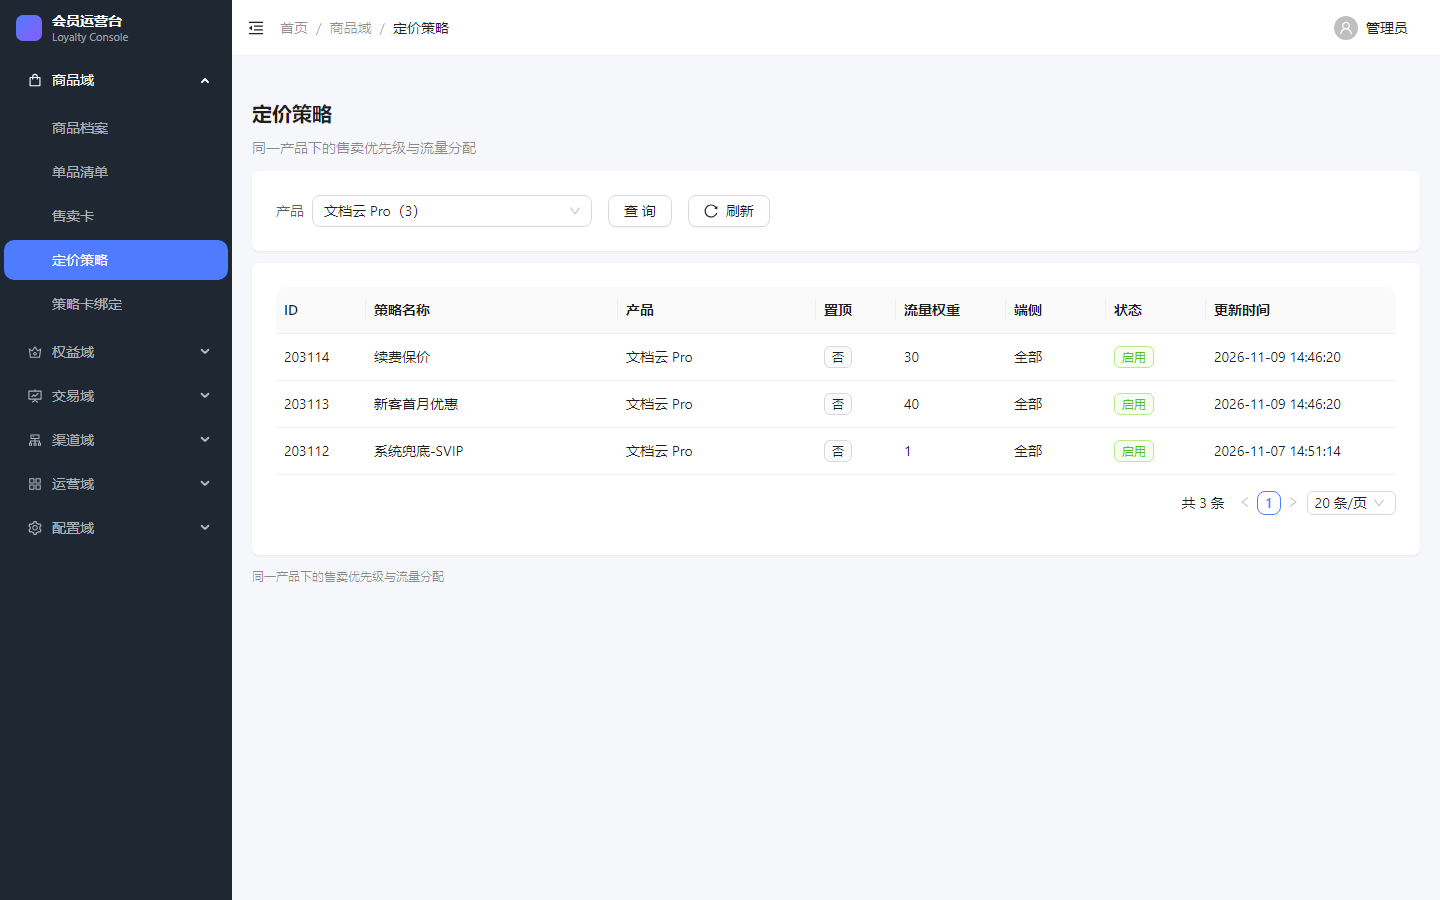 会员运营台
Loyalty Console
商品域
商品档案
单品清单
售卖卡
定价策略
策略卡绑定
权益域
交易域
渠道域
运营域
配置域
首页 / 商品域 / 定价策略
管理员
定价策略
同一产品下的售卖优先级与流量分配
产品 文档云 Pro（3） 查 询 刷新
ID 策略名称 产品 置顶 流量权重 端侧 状态 更新时间
203114 续费保价 文档云 Pro 否 30 全部 启用 2026-11-09 14:46:20
203113 新客首月优惠 文档云 Pro 否 40 全部 启用 2026-11-09 14:46:20
203112 系统兜底-SVIP 文档云 Pro 否 1 全部 启用 2026-11-07 14:51:14
共 3 条 < 1 > 20 条/页
同一产品下的售卖优先级与流量分配